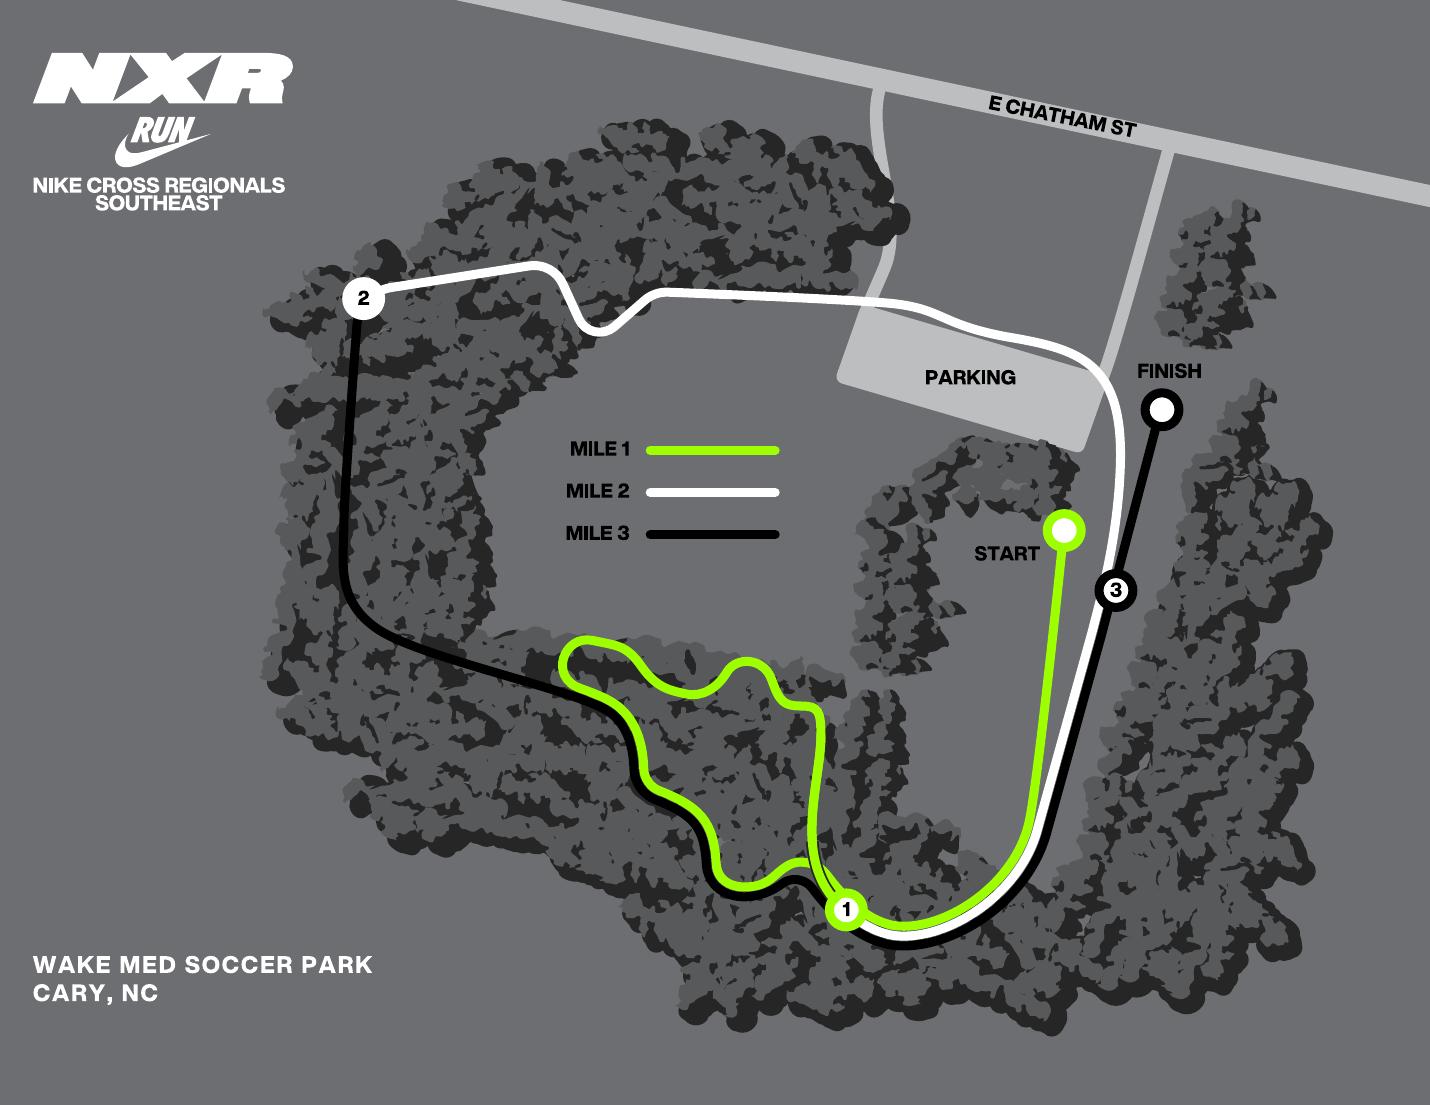 NXR
RUN
NIKE CROSS REGIONALS
SOUTHEAST
E CHATHAM ST
2
PARKING
FINISH
MILE 1
MILE 2
MILE 3
START
3
1
WAKE MED SOCCER PARK
CARY, NC